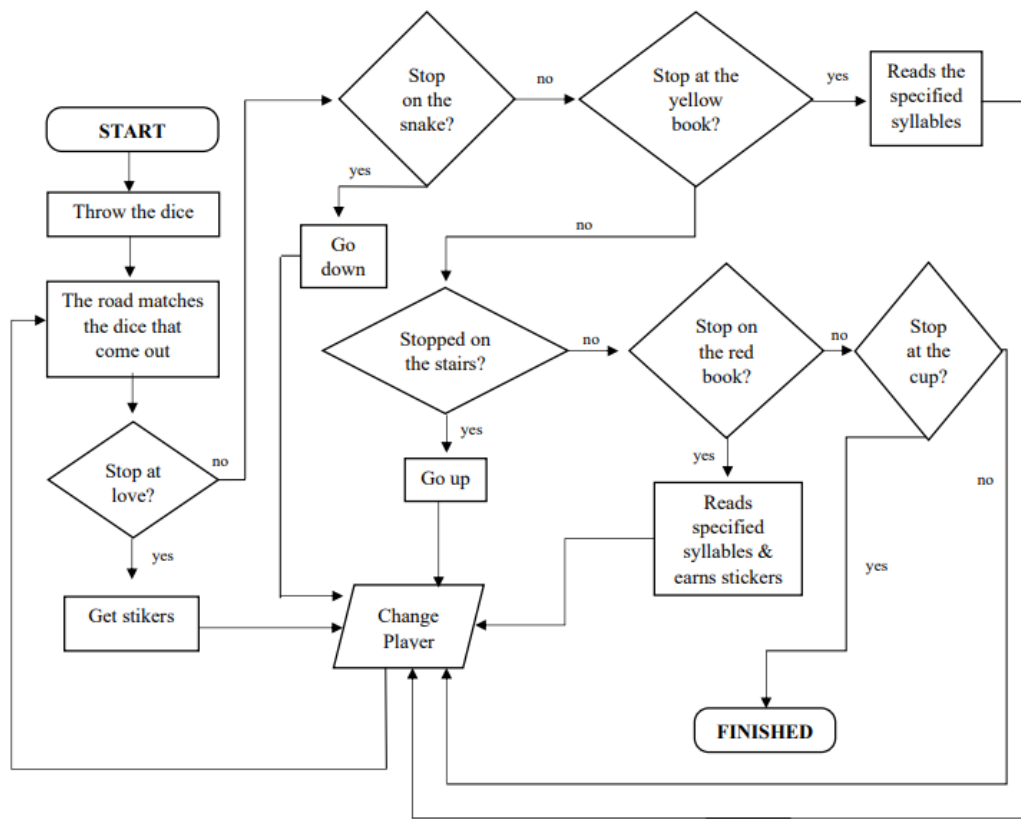 START
Throw the dice
The road matches
the dice that
come out
Stop at
love?
no
yes
Get stikers
Stop
on the
snake?
no
yes
Go
down
Stop at the
yellow
book?
yes
no
Reads the
specified
syllables
Stopped on
the stairs?
no
yes
Go up
Stop on
the red
book?
no
yes
Reads
specified
syllables &
earns stickers
Stop
at the
cup?
no
yes
Change
Player
FINISHED